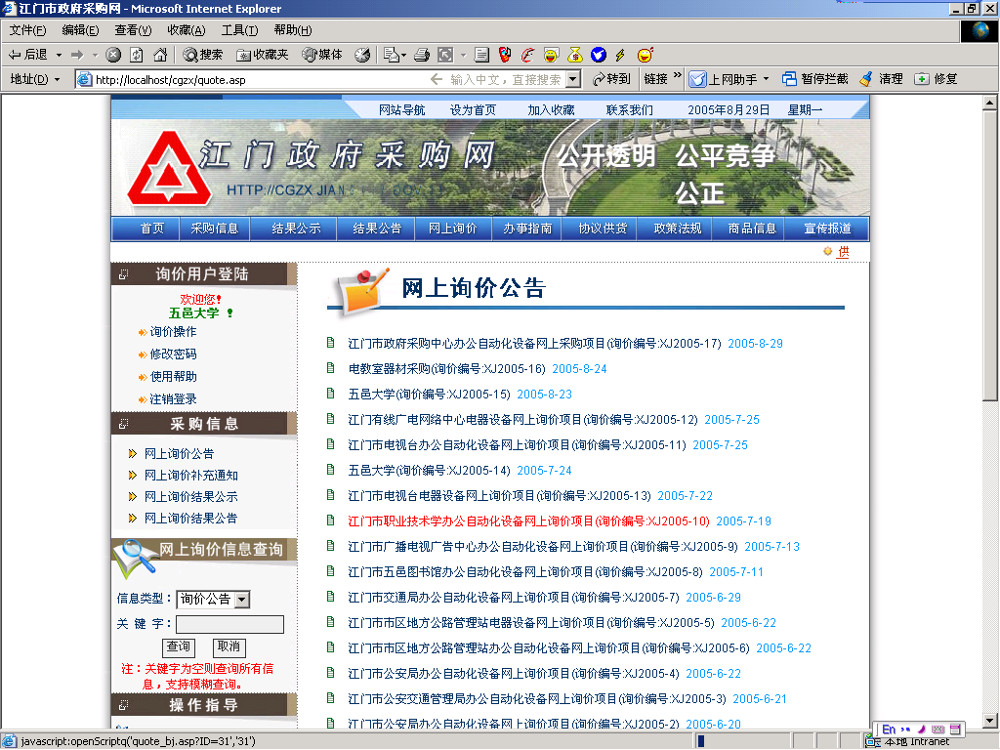 江门市政府采购网 - Microsoft Internet Explorer
文件(F) 编辑(E) 查看(V) 收藏(A) 工具(T) 帮助(H)
后退 搜索 收藏夹 媒体
地址(D) http://localhost/cgzx/quote.asp 输入中文，直接搜索 转到 链接 » 上网助手 暂停拦截 清理 修复
网站导航 设为首页 加入收藏 联系我们 2005年8月29日 星期一
江门政府采购网
公开透明 公平竞争
公正
HTTP://CGZX.JIAN
首页 采购信息 结果公示 结果公告 网上询价 办事指南 协议供货 政策法规 商品信息 宣传报道
供
询价用户登陆
欢迎您!
五邑大学 ！
询价操作
修改密码
使用帮助
注销登录
采购信息
网上询价公告
网上询价补充通知
网上询价结果公示
网上询价结果公告
网上询价信息查询
信息类型： 询价公告
关 键 字：
查询 取消
注：关键字为空则查询所有信
息，支持模糊查询。
操作指导
网上询价公告
江门市政府采购中心办公自动化设备网上采购项目(询价编号:XJ2005-17) 2005-8-29
电教室器材采购(询价编号:XJ2005-16) 2005-8-24
五邑大学(询价编号:XJ2005-15) 2005-8-23
江门有线广电网络中心电器设备网上询价项目(询价编号:XJ2005-12) 2005-7-25
江门市电视台办公自动化设备网上询价项目(询价编号:XJ2005-11) 2005-7-25
五邑大学(询价编号:XJ2005-14) 2005-7-24
江门市电视台电器设备网上询价项目(询价编号:XJ2005-13) 2005-7-22
江门市职业技术学办公自动化设备网上询价项目(询价编号:XJ2005-10) 2005-7-19
江门市广播电视广告中心办公自动化设备网上询价项目(询价编号:XJ2005-9) 2005-7-13
江门市五邑图书馆办公自动化设备网上询价项目(询价编号:XJ2005-8) 2005-7-11
江门市交通局办公自动化设备网上询价项目(询价编号:XJ2005-7) 2005-6-29
江门市市区地方公路管理站电器设备网上询价项目(询价编号:XJ2005-5) 2005-6-22
江门市市区地方公路管理站办公自动化设备网上询价项目(询价编号:XJ2005-6) 2005-6-22
江门市公安局办公自动化设备网上询价项目(询价编号:XJ2005-4) 2005-6-22
江门市公安交通管理局办公自动化设备网上询价项目(询价编号:XJ2005-3) 2005-6-21
江门市公安局办公自动化设备网上询价项目(询价编号:XJ2005-2) 2005-6-20
En
javascript:openScriptq('quote_bj.asp?ID=31','31') 本地 Intranet